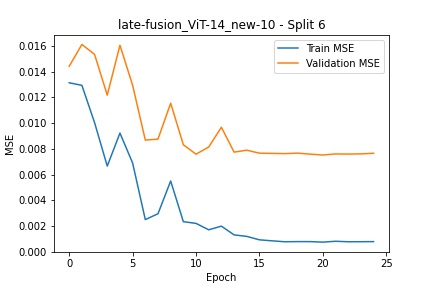 late-fusion_ViT-14_new-10 - Split 6
Train MSE
Validation MSE
0.016
0.014
0.012
0.010
0.008
0.006
0.004
0.002
0.000
MSE
0 5 10 15 20 25
Epoch